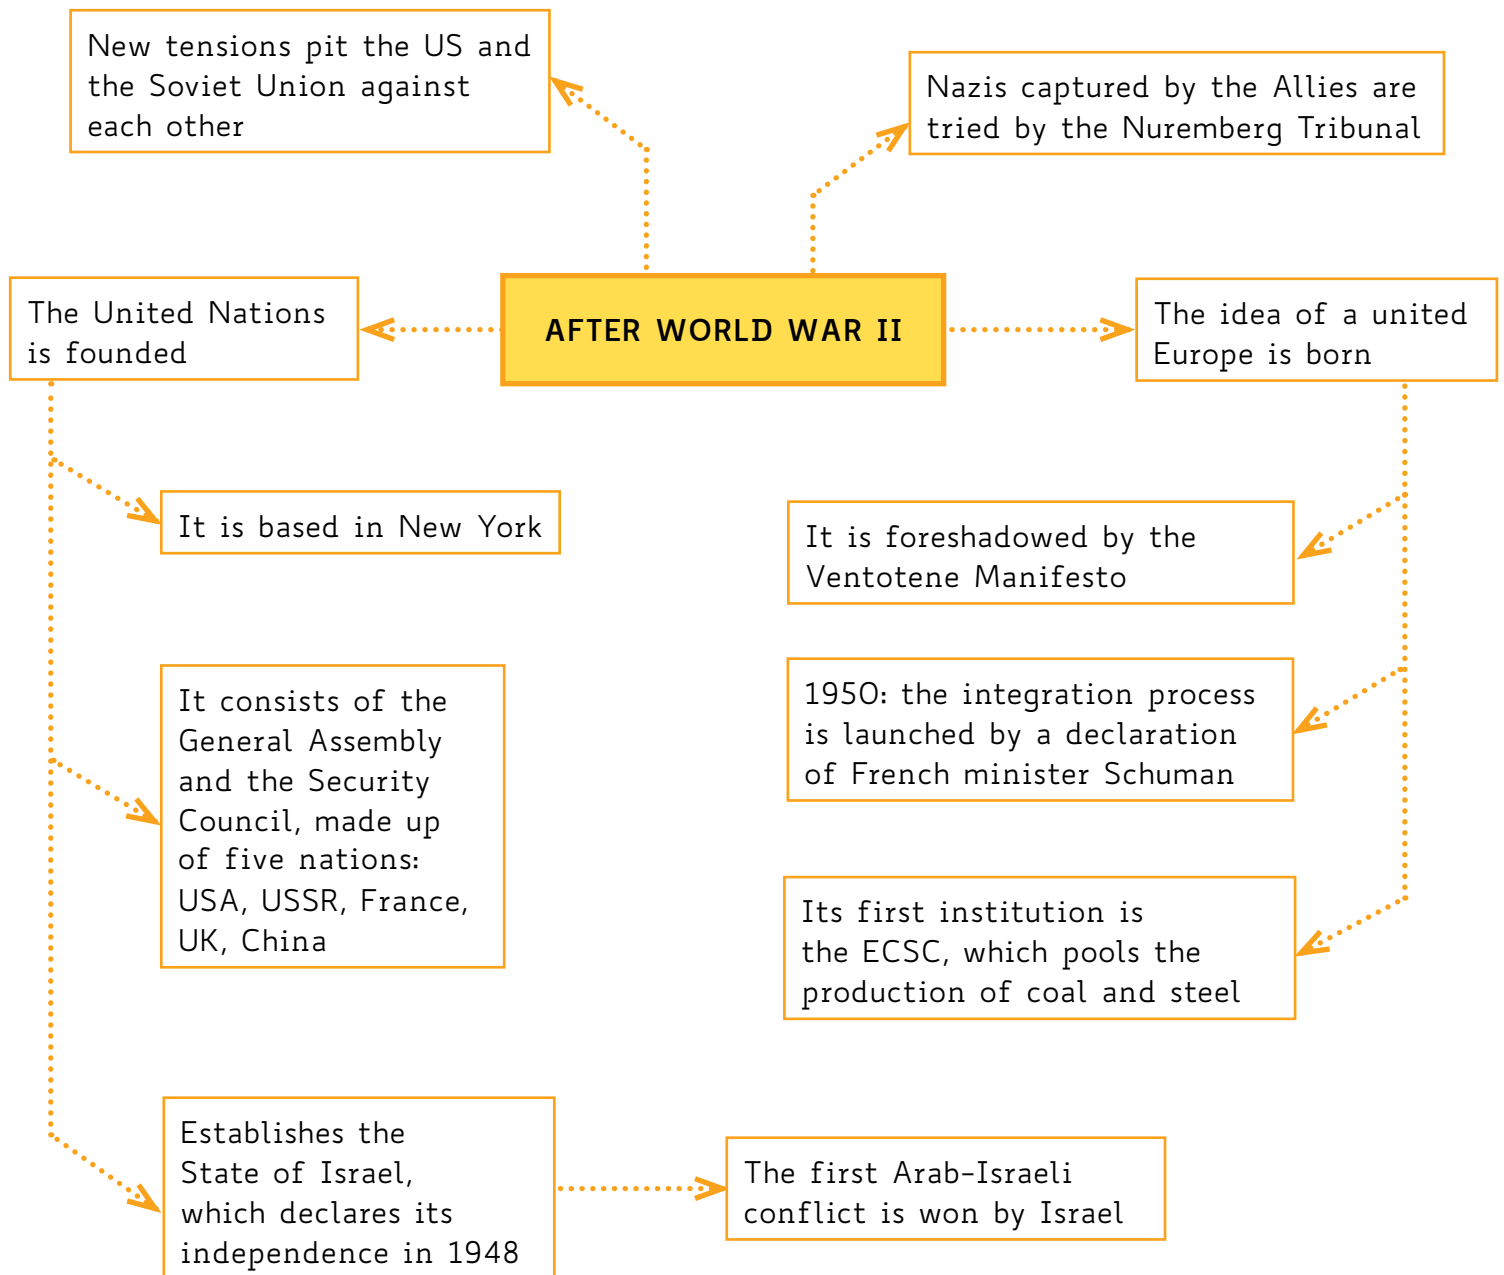 New tensions pit the US and
the Soviet Union against
each other
Nazis captured by the Allies are
tried by the Nuremberg Tribunal
The United Nations
is founded
AFTER WORLD WAR II
The idea of a united
Europe is born
It is based in New York
It is foreshadowed by the
Ventotene Manifesto
It consists of the
General Assembly
and the Security
Council, made up
of five nations:
USA, USSR, France,
UK, China
1950: the integration process
is launched by a declaration
of French minister Schuman
Its first institution is
the ECSC, which pools the
production of coal and steel
Establishes the
State of Israel,
which declares its
independence in 1948
The first Arab-Israeli
conflict is won by Israel